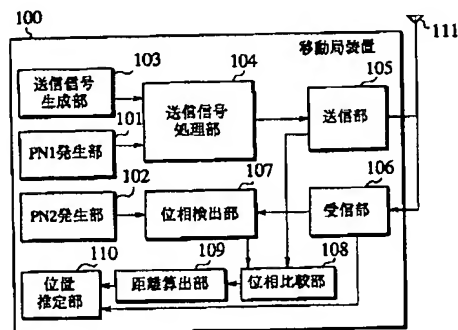 100
移動局装置
111
103
送信信号
生成部
104
送信信号
処理部
105
送信部
101
PN1発生部
102
PN2発生部
107
位相検出部
106
受信部
110
位置
推定部
109
距離算出部
108
位相比較部